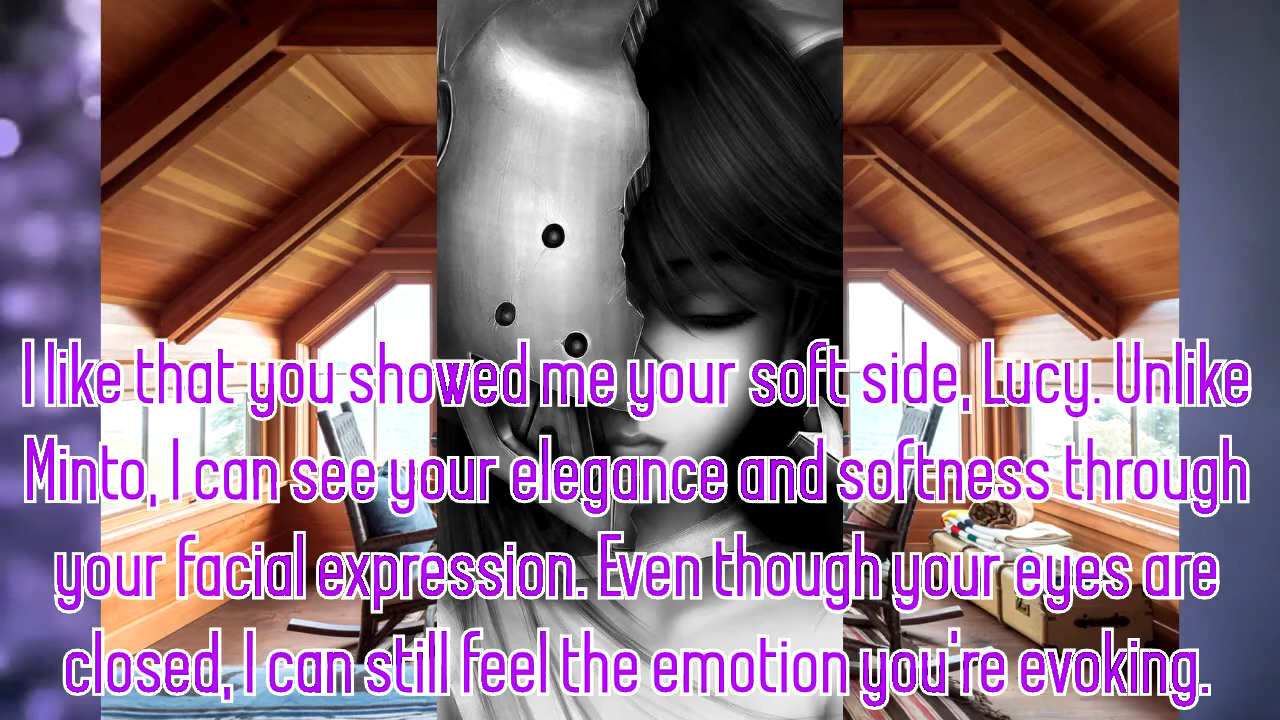 I like that you showed me your soft side, Lucy. Unlike
Minto, I can see your elegance and softness through
your facial expression. Even though your eyes are
closed, I can still feel the emotion you're evoking.